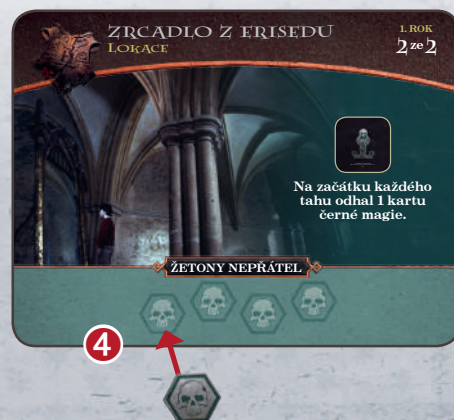 ZRCADLO Z ERISEDU
LOKACE
1. ROK
2 ze 2
Na začátku každého
tahu odhal 1 kartu
černé magie.
ŽETONY NEPŘÁTEL
4